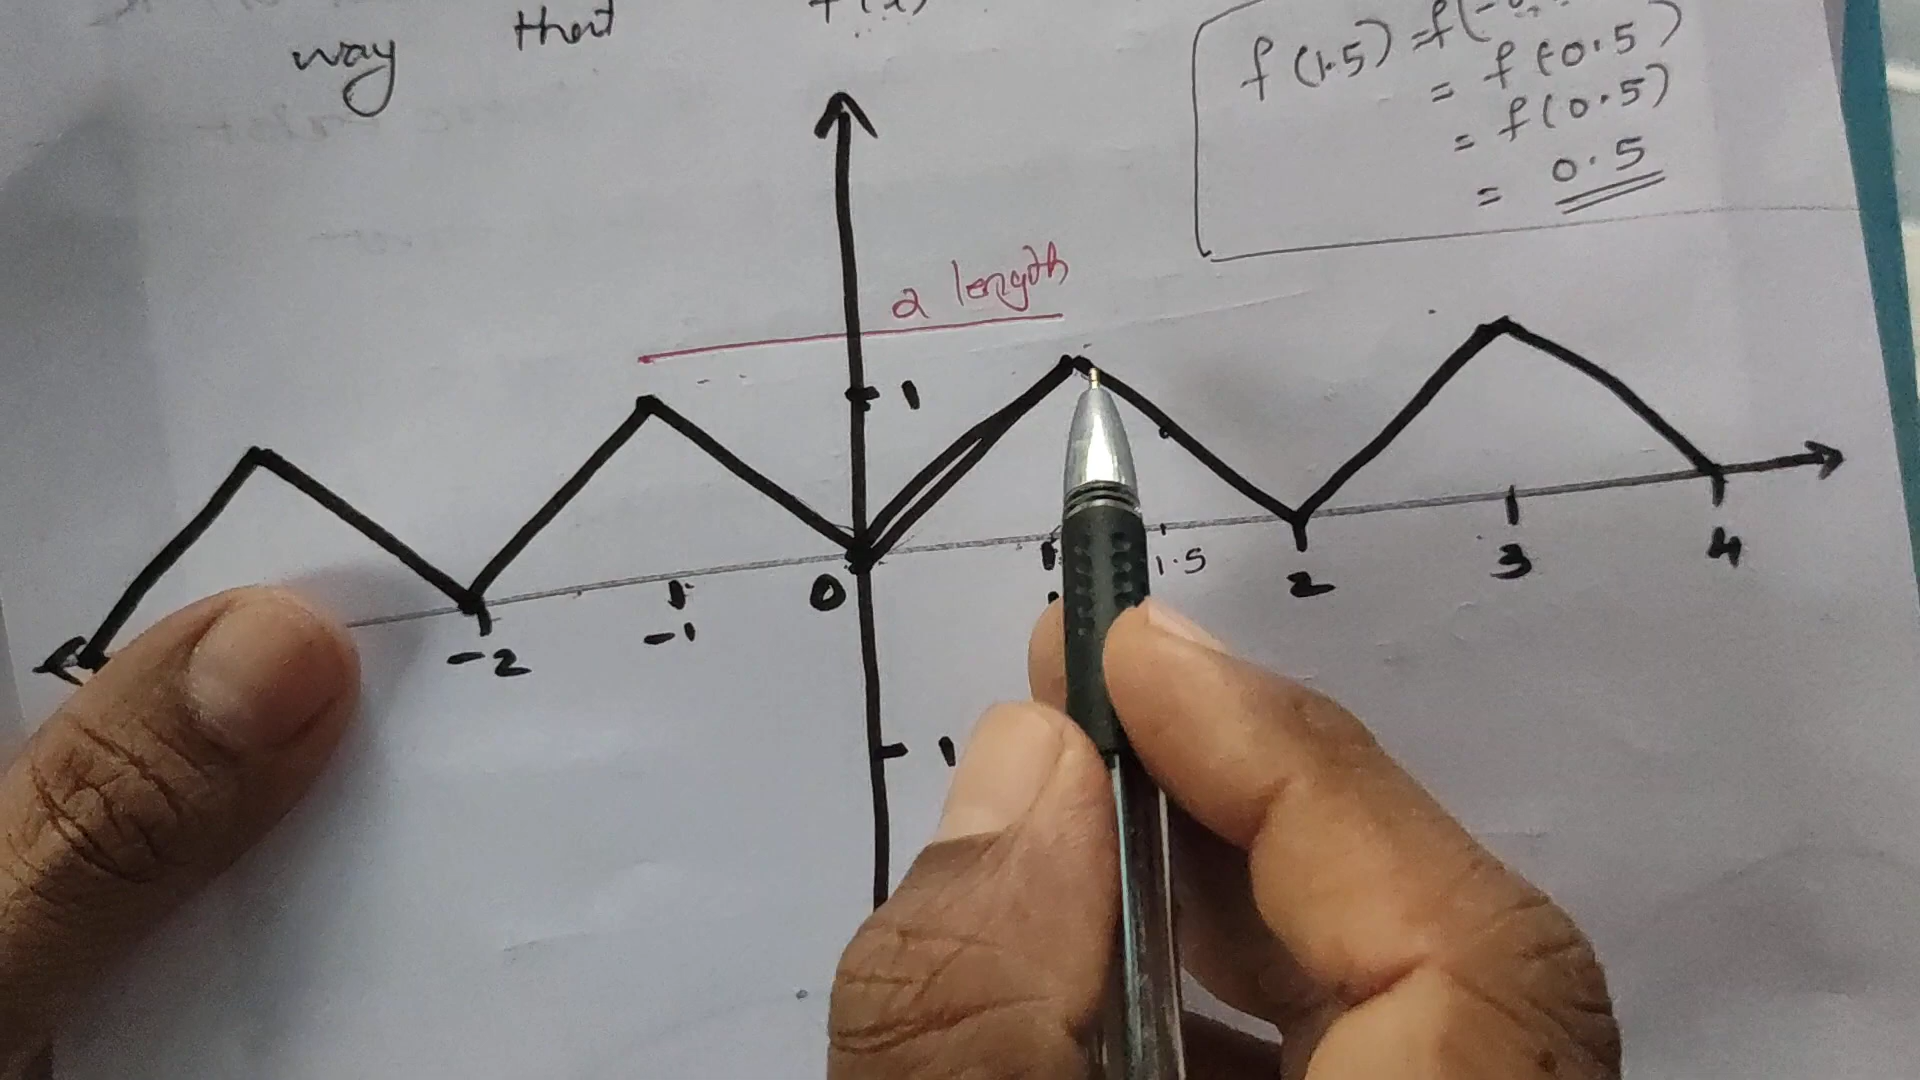 way that f(x)
f(1.5) = f(-0.
= f(-0.5)
= f(0.5)
= 0.5
2 length
1
-2
-1
0
1.5
2
3
4
1